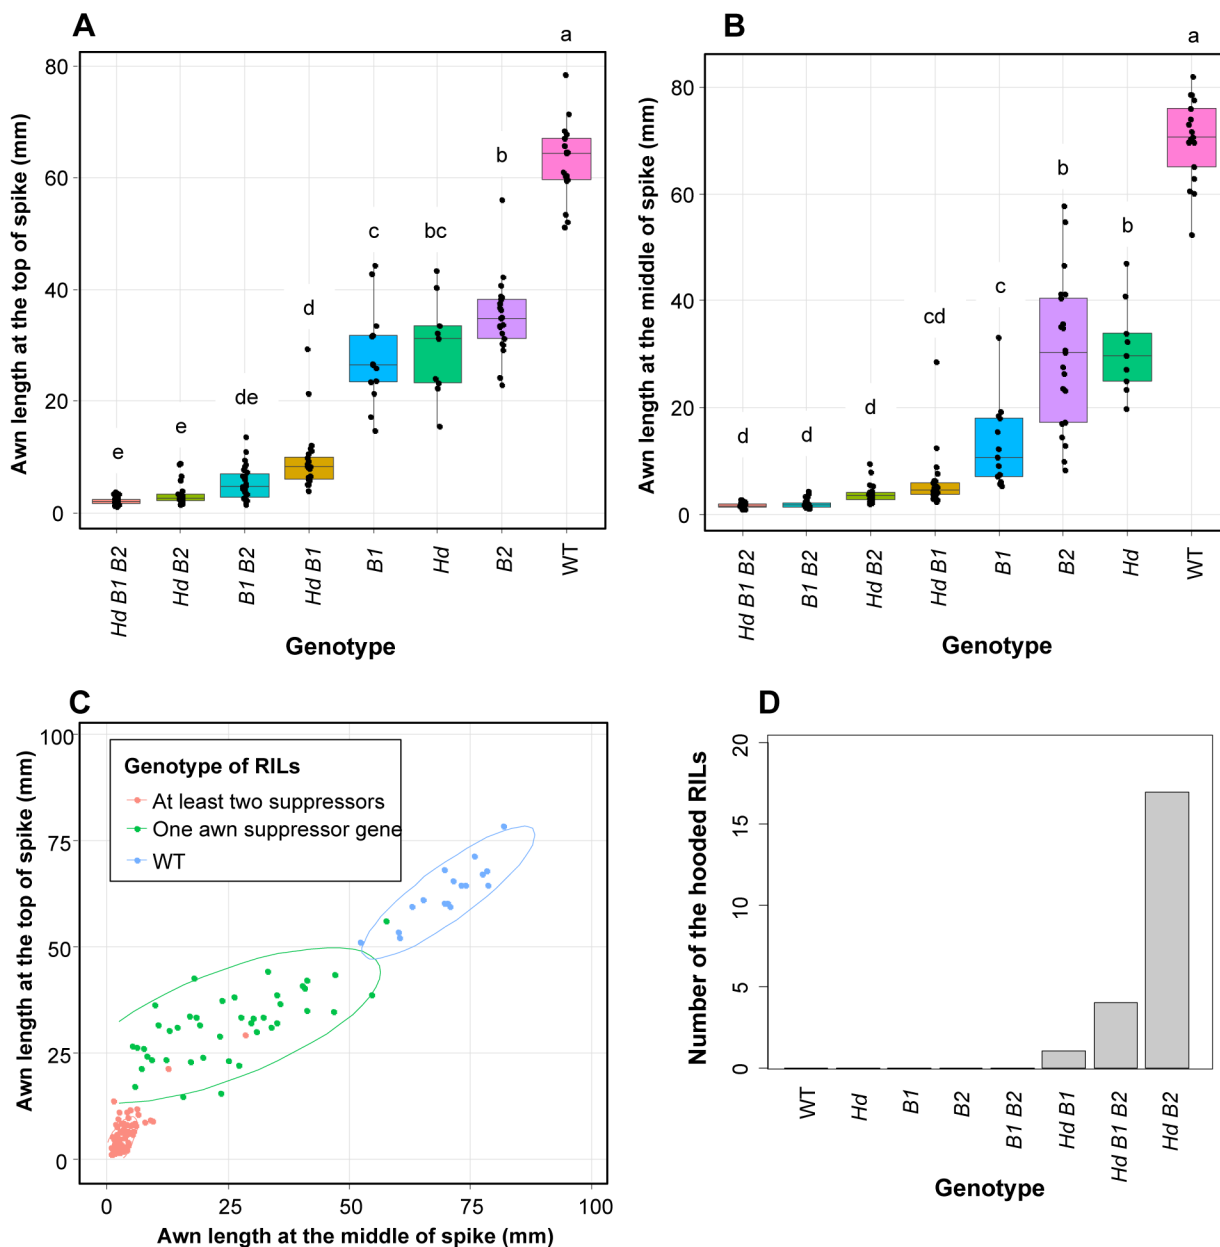 A
Awn length at the top of spike (mm)
80
60
40
20
0
e
e
de
d
c
bc
b
a
Hd B1 B2
Hd B2
B1 B2
Hd B1
B1
Hd
B2
WT
Genotype
B
Awn length at the middle of spike (mm)
80
60
40
20
0
d
d
d
cd
c
b
b
a
Hd B1 B2
B1 B2
Hd B2
Hd B1
B1
B2
Hd
WT
Genotype
C
Awn length at the top of spike (mm)
100
75
50
25
0
Genotype of RILs
At least two suppressors
One awn suppressor gene
WT
0
25
50
75
100
Awn length at the middle of spike (mm)
D
Number of the hooded RILs
20
15
10
5
0
WT
Hd
B1
B2
B1 B2
Hd B1
Hd B1 B2
Hd B2
Genotype